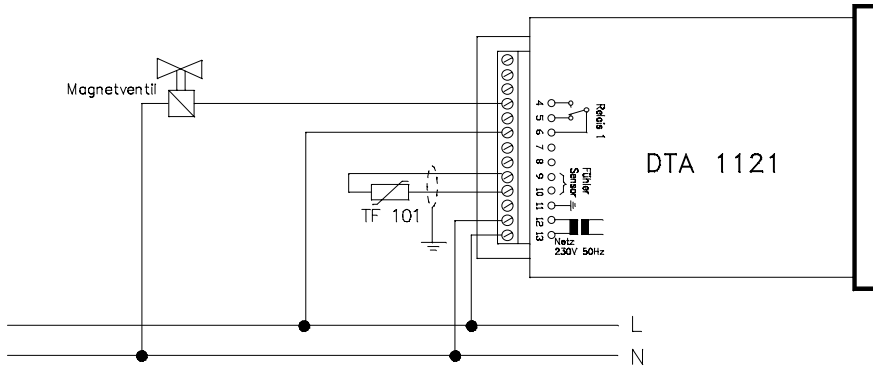 Magnetventil
4
5
6
7
8
9
10
11
12
13
Relais 1
Fühler
Sensor
Netz
230V 50Hz
DTA 1121
TF 101
L
N